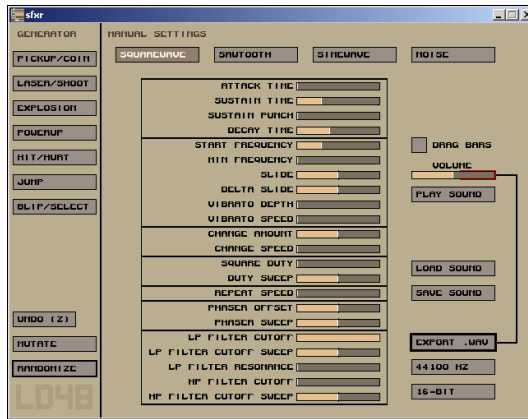 sfxr
GENERATOR
PICKUP/COIN
LASER/SHOOT
EXPLOSION
POWERUP
HIT/HURT
JUMP
BLIP/SELECT
UNDO (Z)
MUTATE
RANDOMIZE
LD48
MANUAL SETTINGS
SQUAREWAVE
SAWTOOTH
SINEWAVE
NOISE
ATTACK TIME
SUSTAIN TIME
SUSTAIN PUNCH
DECAY TIME
START FREQUENCY
MIN FREQUENCY
SLIDE
DELTA SLIDE
VIBRATO DEPTH
VIBRATO SPEED
CHANGE AMOUNT
CHANGE SPEED
SQUARE DUTY
DUTY SWEEP
REPEAT SPEED
PHASER OFFSET
PHASER SWEEP
LP FILTER CUTOFF
LP FILTER CUTOFF SWEEP
LP FILTER RESONANCE
HP FILTER CUTOFF
HP FILTER CUTOFF SWEEP
DRAG BARS
VOLUME
PLAY SOUND
LOAD SOUND
SAVE SOUND
EXPORT .WAV
44100 HZ
16-BIT